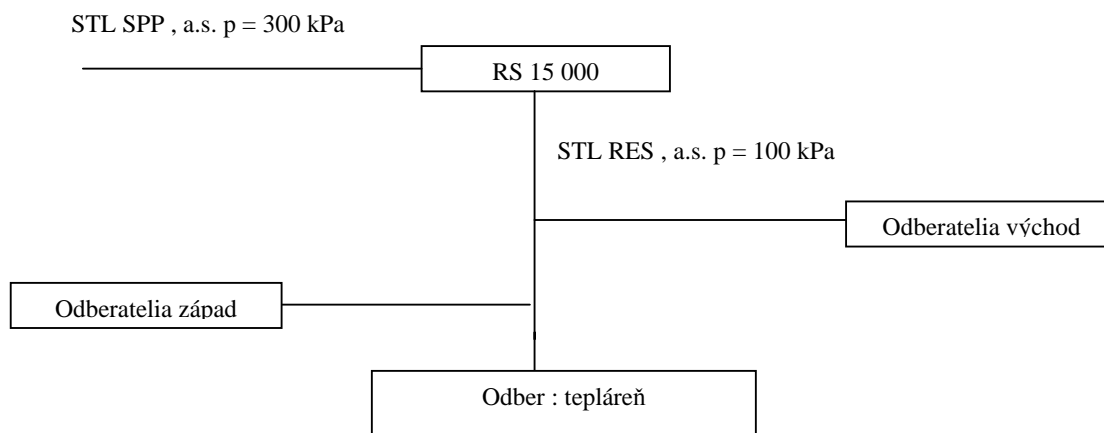 STL SPP , a.s. p = 300 kPa
RS 15 000
STL RES , a.s. p = 100 kPa
Odberatelia východ
Odberatelia západ
Odber : tepláreň